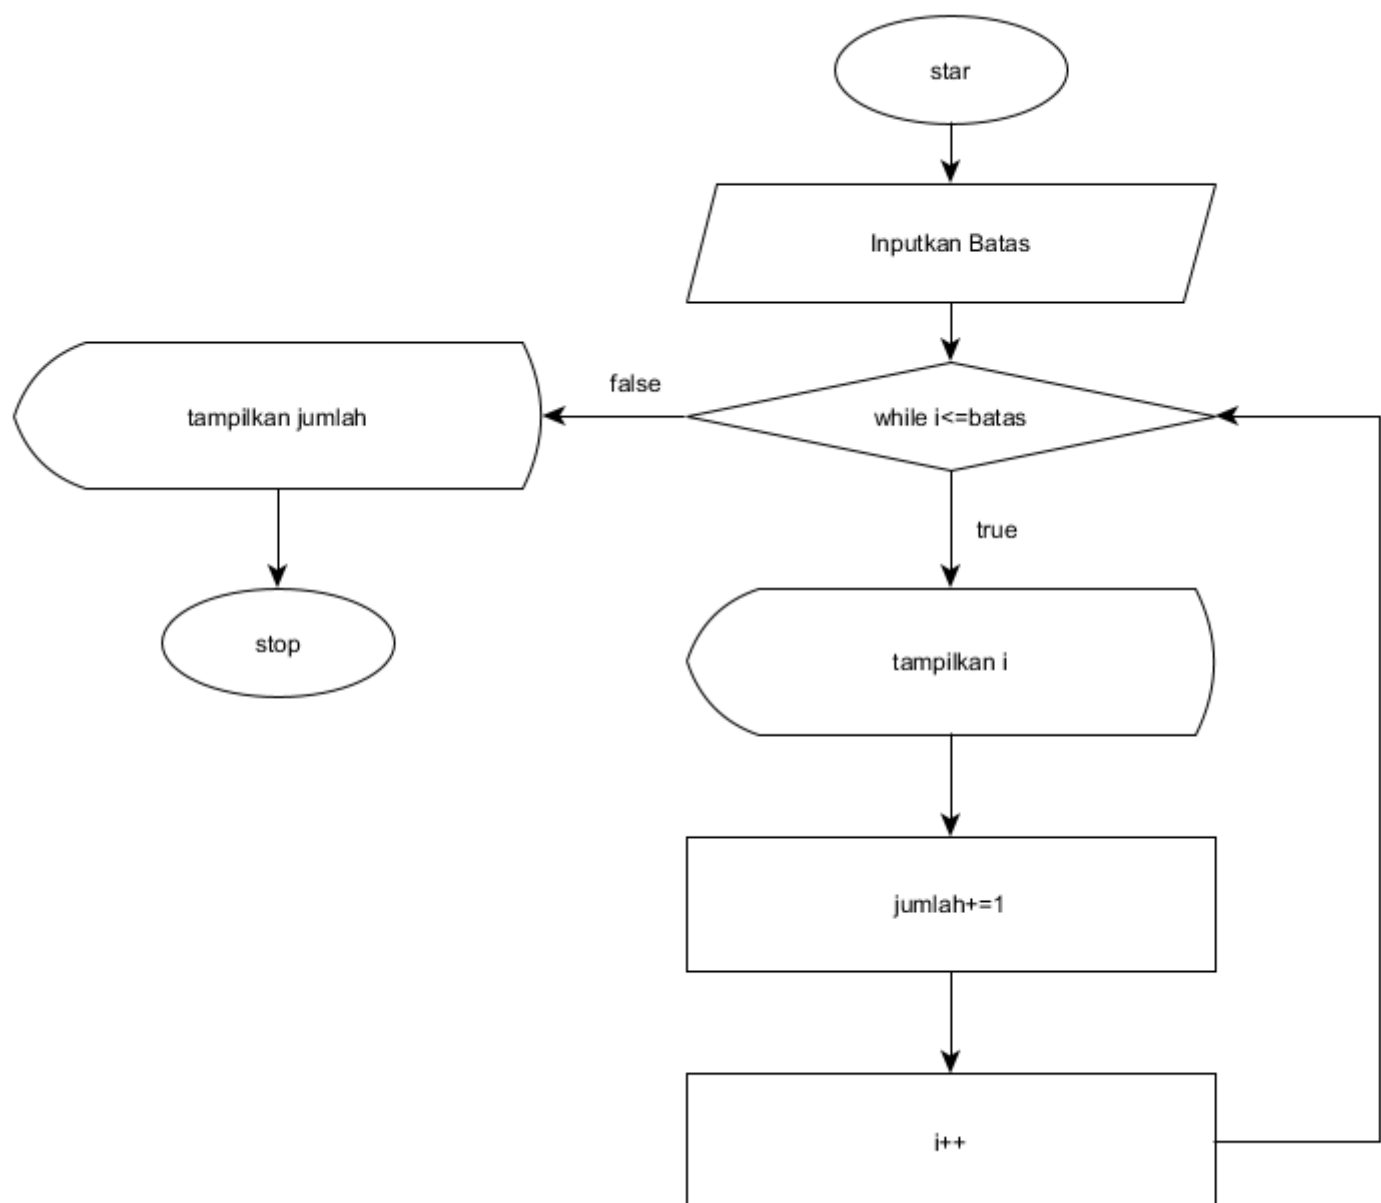 star
Inputkan Batas
while i<=batas
false
tampilkan jumlah
stop
true
tampilkan i
jumlah+=1
i++